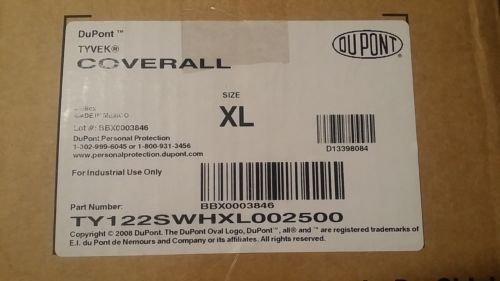 DuPont ™
TYVEK®
COVERALL
DU PONT
SIZE
XL
MADE IN MEXICO
Lot #: BBX0003846
DuPont Personal Protection
1-302-999-6045 or 1-800-931-3456
www.personalprotection.dupont.com
D13398084
For Industrial Use Only
BBX0003846
Part Number:
TY122SWHXL002500
Copyright © 2008 DuPont. The DuPont Oval Logo, DuPont™, all® and ™ are registered trademarks of
E.I. du Pont de Nemours and Company or its affiliates. All rights reserved.